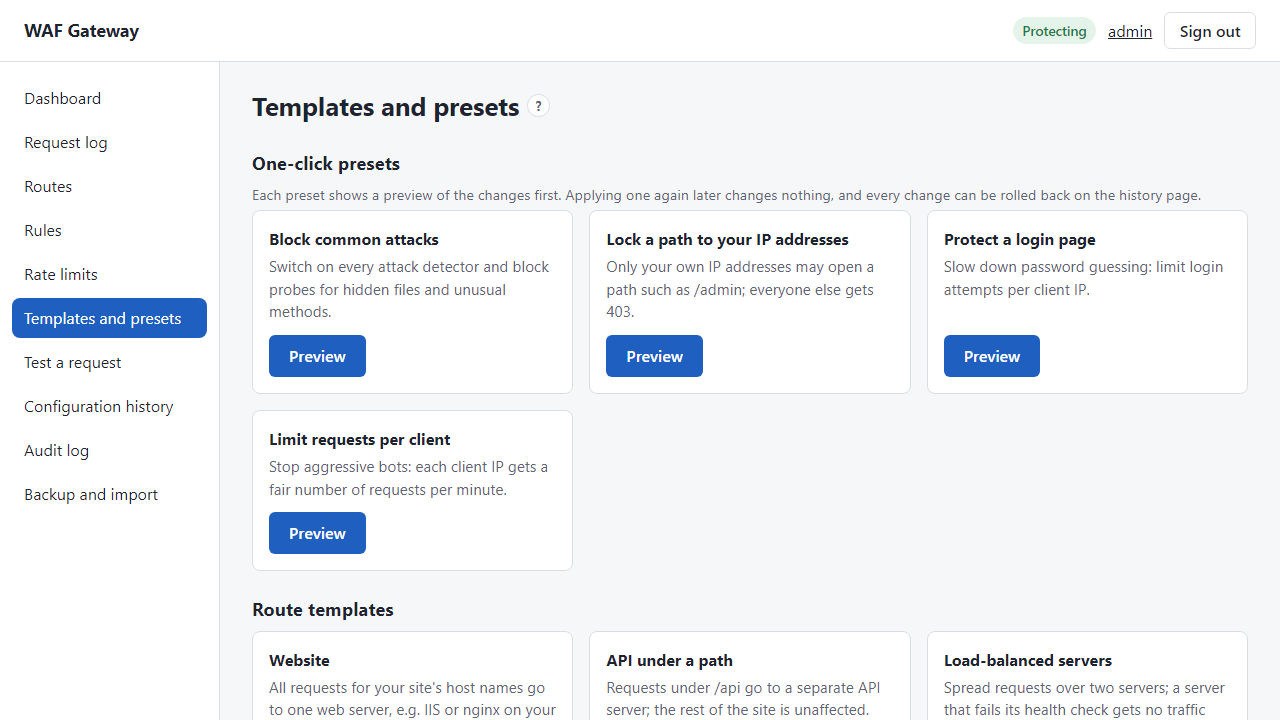 WAF Gateway
Protecting
admin
Sign out
Dashboard
Request log
Routes
Rules
Rate limits
Templates and presets
Test a request
Configuration history
Audit log
Backup and import
Templates and presets ?
One-click presets
Each preset shows a preview of the changes first. Applying one again later changes nothing, and every change can be rolled back on the history page.
Block common attacks
Switch on every attack detector and block
probes for hidden files and unusual
methods.
Preview
Lock a path to your IP addresses
Only your own IP addresses may open a
path such as /admin; everyone else gets
403.
Preview
Protect a login page
Slow down password guessing: limit login
attempts per client IP.
Preview
Limit requests per client
Stop aggressive bots: each client IP gets a
fair number of requests per minute.
Preview
Route templates
Website
All requests for your site's host names go
to one web server, e.g. IIS or nginx on your
API under a path
Requests under /api go to a separate API
server; the rest of the site is unaffected.
Load-balanced servers
Spread requests over two servers; a server
that fails its health check gets no traffic